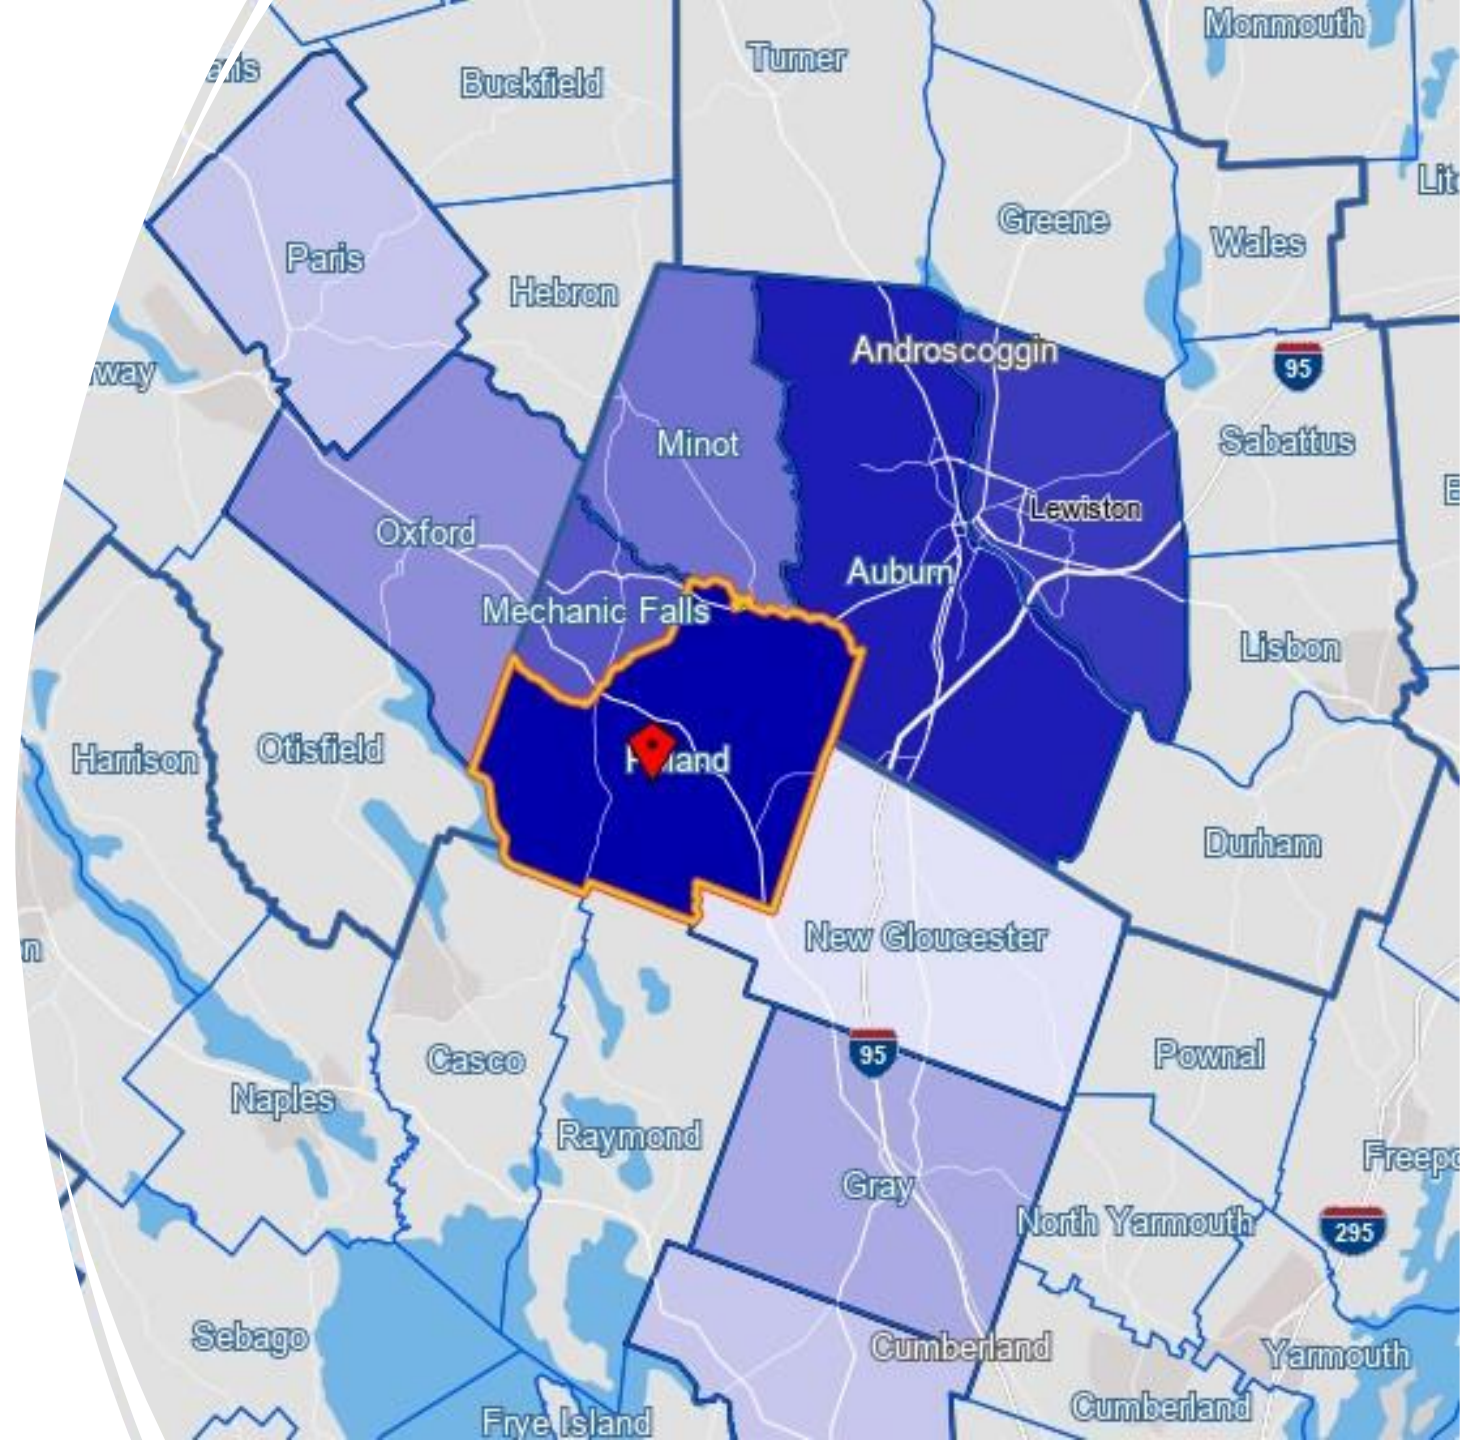 Monmouth
Turner
Buckfield
Greene
Wales
Paris
Hebron
Androscoggin
95
Minot
Sabattus
Lewiston
Oxford
Auburn
Mechanic Falls
Lisbon
Otisfield
Harrison
Durham
New Gloucester
95
Pownal
Casco
Naples
Raymond
Gray
North Yarmouth
295
Sebago
Cumberland
Yarmouth
Cumberland
Frye Island